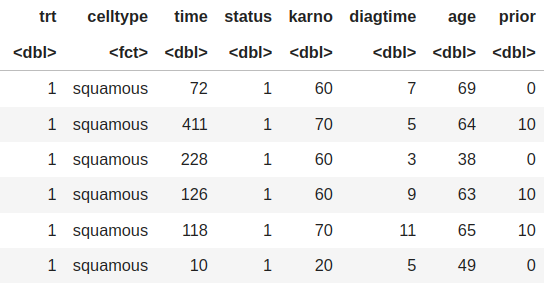 trt celltype time status karno diagtime age prior
<dbl> <fct> <dbl> <dbl> <dbl> <dbl> <dbl> <dbl>
1 squamous 72 1 60 7 69 0
1 squamous 411 1 70 5 64 10
1 squamous 228 1 60 3 38 0
1 squamous 126 1 60 9 63 10
1 squamous 118 1 70 11 65 10
1 squamous 10 1 20 5 49 0